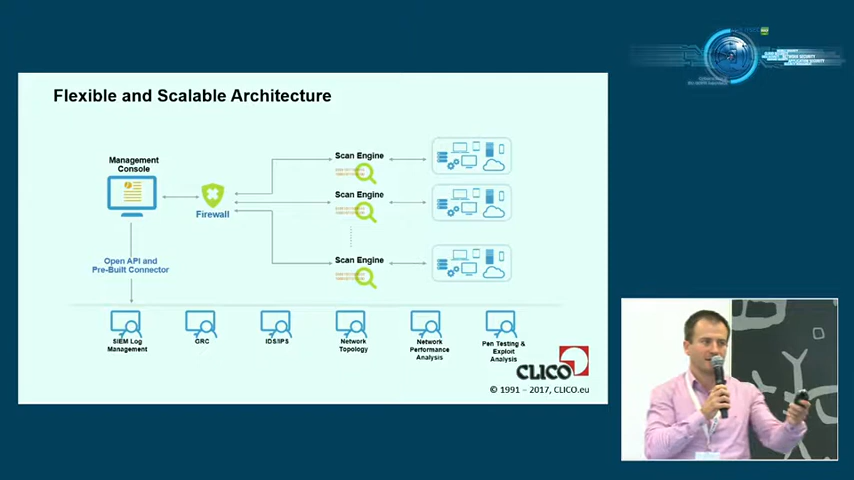 Flexible and Scalable Architecture
Management
Console
Firewall
Scan Engine
Scan Engine
Scan Engine
Open API and
Pre-Built Connector
SIEM Log
Management
GRC
IDS/IPS
Network
Topology
Network
Performance
Analysis
Pen Testing &
Exploit
Analysis
CLICO
© 1991 – 2017, CLICO.eu